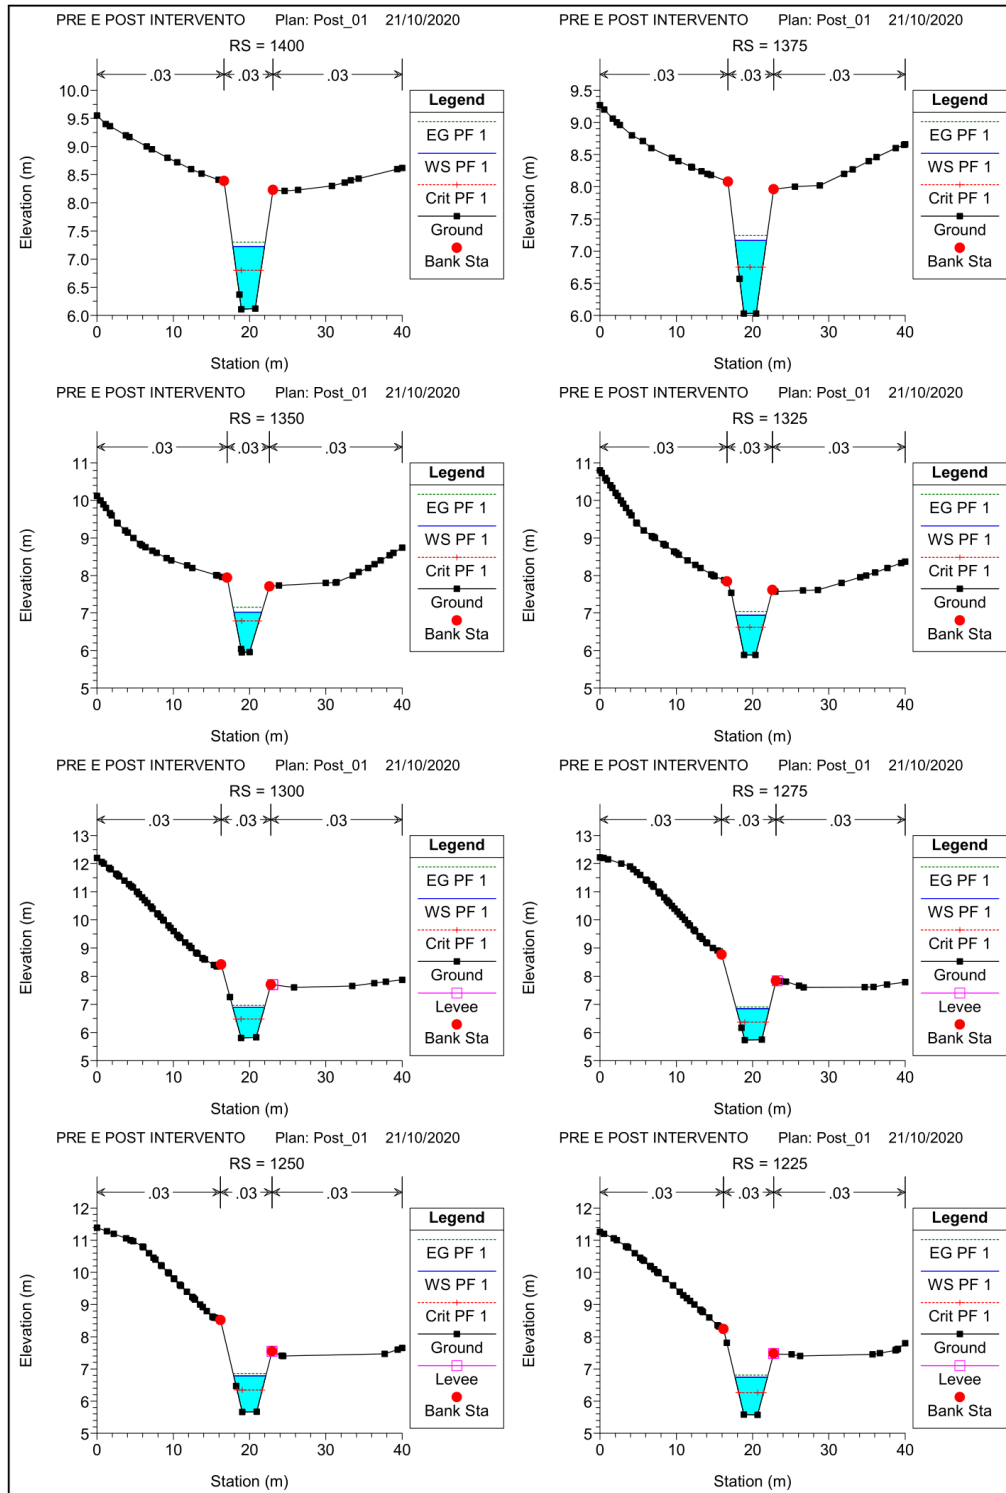 PRE E POST INTERVENTO Plan: Post_01 21/10/2020
RS = 1400
.03 .03 .03
Legend
EG PF 1
WS PF 1
Crit PF 1
Ground
Bank Sta
Elevation (m)
10.0
9.5
9.0
8.5
8.0
7.5
7.0
6.5
6.0
0 10 20 30 40
Station (m)
PRE E POST INTERVENTO Plan: Post_01 21/10/2020
RS = 1375
.03 .03 .03
Legend
EG PF 1
WS PF 1
Crit PF 1
Ground
Bank Sta
Elevation (m)
9.5
9.0
8.5
8.0
7.5
7.0
6.5
6.0
0 10 20 30 40
Station (m)
PRE E POST INTERVENTO Plan: Post_01 21/10/2020
RS = 1350
.03 .03 .03
Legend
EG PF 1
WS PF 1
Crit PF 1
Ground
Bank Sta
Elevation (m)
11
10
9
8
7
6
5
0 10 20 30 40
Station (m)
PRE E POST INTERVENTO Plan: Post_01 21/10/2020
RS = 1325
.03 .03 .03
Legend
EG PF 1
WS PF 1
Crit PF 1
Ground
Bank Sta
Elevation (m)
11
10
9
8
7
6
5
0 10 20 30 40
Station (m)
PRE E POST INTERVENTO Plan: Post_01 21/10/2020
RS = 1300
.03 .03 .03
Legend
EG PF 1
WS PF 1
Crit PF 1
Ground
Levee
Bank Sta
Elevation (m)
13
12
11
10
9
8
7
6
5
0 10 20 30 40
Station (m)
PRE E POST INTERVENTO Plan: Post_01 21/10/2020
RS = 1275
.03 .03 .03
Legend
EG PF 1
WS PF 1
Crit PF 1
Ground
Levee
Bank Sta
Elevation (m)
13
12
11
10
9
8
7
6
5
0 10 20 30 40
Station (m)
PRE E POST INTERVENTO Plan: Post_01 21/10/2020
RS = 1250
.03 .03 .03
Legend
EG PF 1
WS PF 1
Crit PF 1
Ground
Levee
Bank Sta
Elevation (m)
12
11
10
9
8
7
6
5
0 10 20 30 40
Station (m)
PRE E POST INTERVENTO Plan: Post_01 21/10/2020
RS = 1225
.03 .03 .03
Legend
EG PF 1
WS PF 1
Crit PF 1
Ground
Levee
Bank Sta
Elevation (m)
12
11
10
9
8
7
6
5
0 10 20 30 40
Station (m)